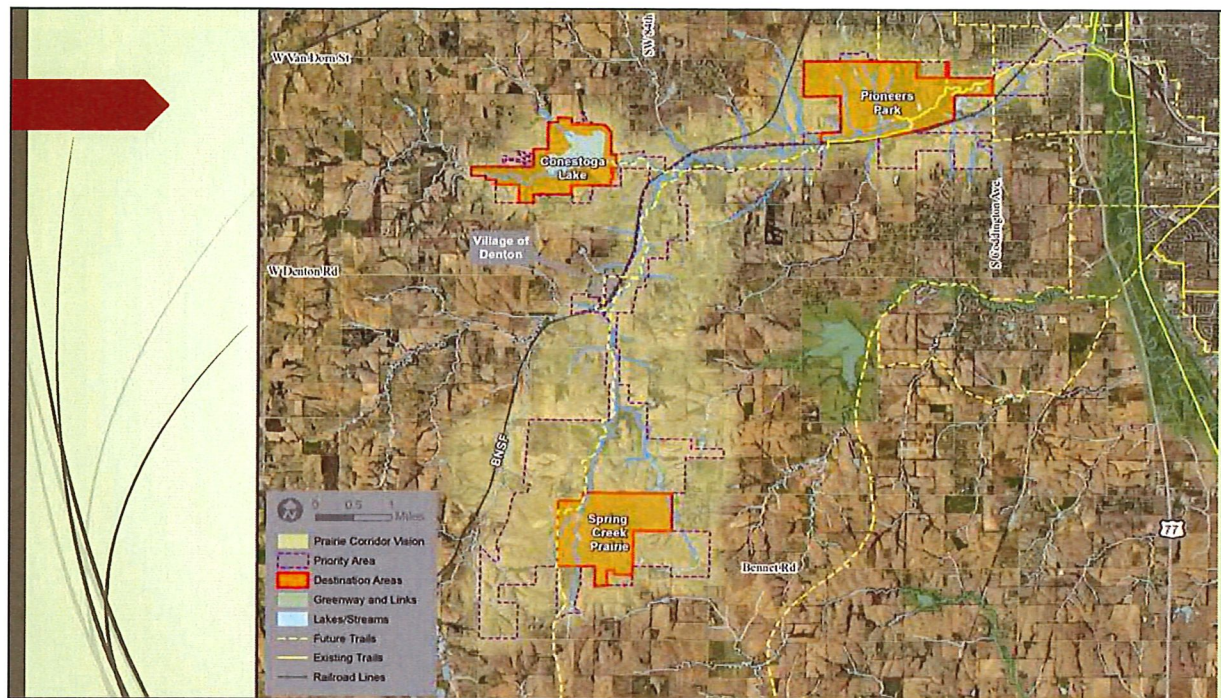 W Van Dorn St
SW 84th
Pioneers
Park
Conestoga
Lake
S Coddington Ave
Village of
Denton
W Denton Rd
BNSF
0 0.5 1
Miles
Prairie Corridor Vision
Priority Area
Destination Areas
Greenway and Links
Lakes/Streams
Future Trails
Existing Trails
Railroad Lines
Spring
Creek
Prairie
Bennet Rd
77